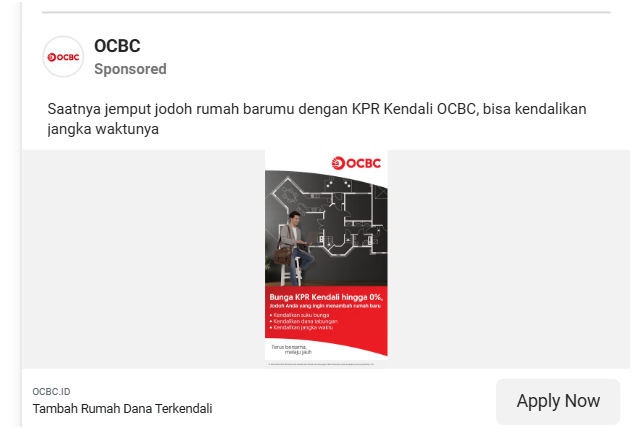 OCBC
OCBC
Sponsored
Saatnya jemput jodoh rumah barumu dengan KPR Kendali OCBC, bisa kendalikan
jangka waktunya
OCBC
Bunga KPR Kendali hingga 0%,
Jodoh Anda yang ingin menambah rumah baru
• Kendalikan suku bunga
• Kendalikan dana tabungan
• Kendalikan jangka waktu
Terus bersama,
melaju jauh
OCBC.ID
Tambah Rumah Dana Terkendali
Apply Now